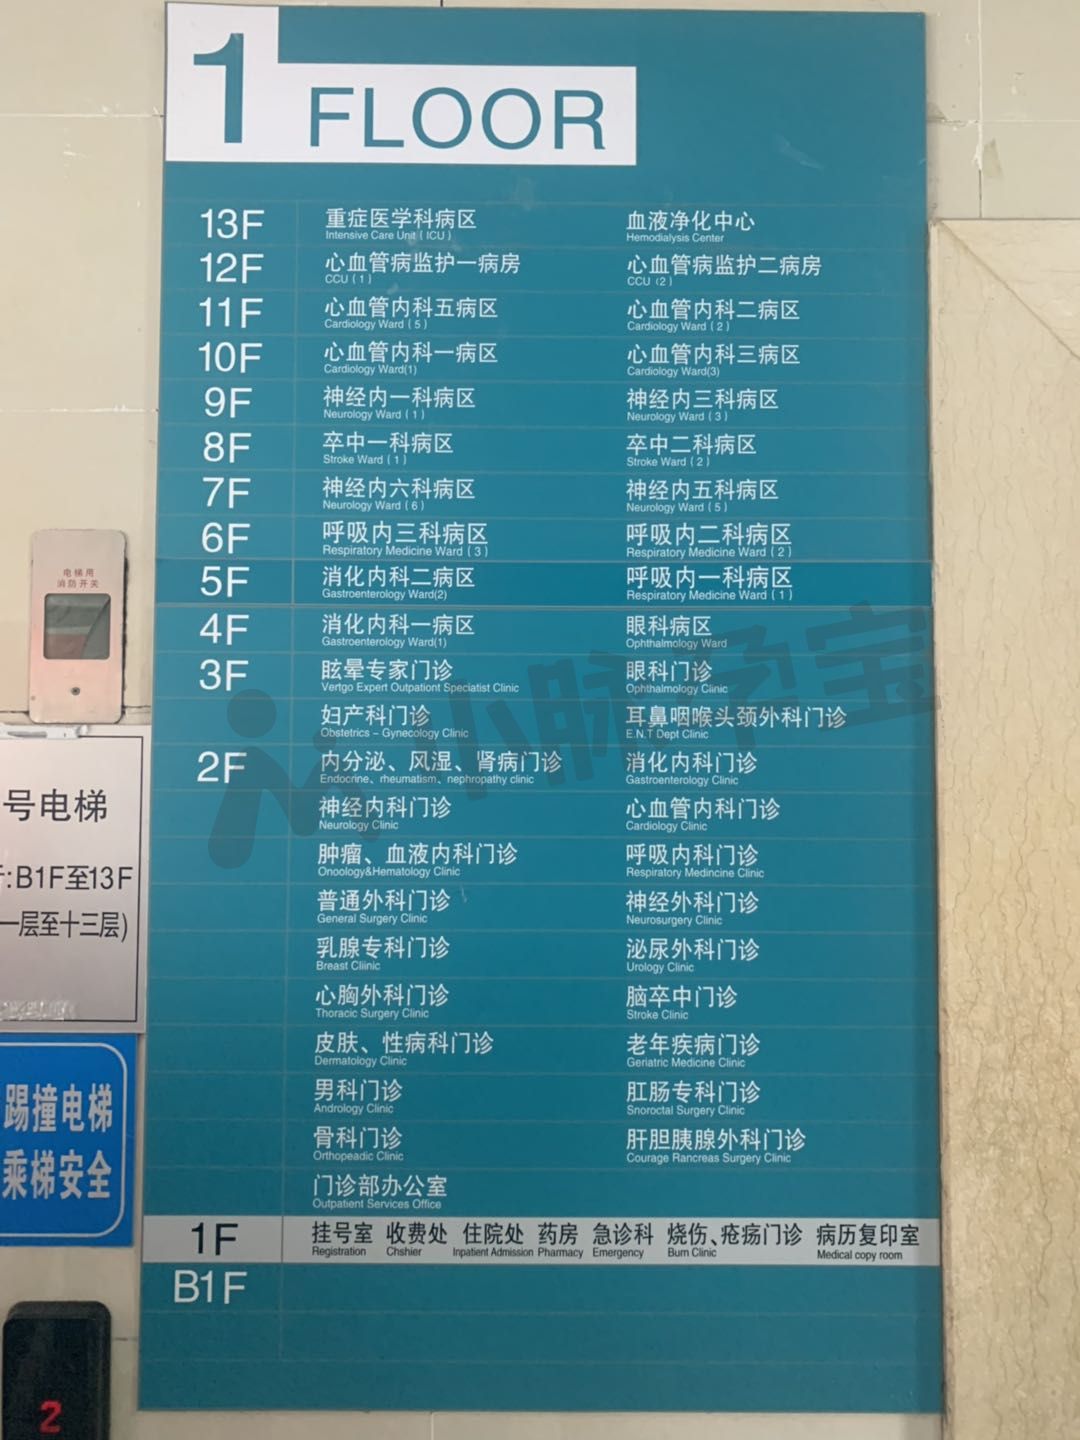 1 FLOOR
13F 重症医学科病区 血液净化中心
Intensive Care Unit (ICU) Hemodialysis Center
12F 心血管病监护一病房 心血管病监护二病房
CCU (1) CCU (2)
11F 心血管内科五病区 心血管内科二病区
Cardiology Ward (5) Cardiology Ward (2)
10F 心血管内科一病区 心血管内科三病区
Cardiology Ward(1) Cardiology Ward(3)
9F 神经内一科病区 神经内三科病区
Neurology Ward (1) Neurology Ward (3)
8F 卒中一科病区 卒中二科病区
Stroke Ward (1) Stroke Ward (2)
7F 神经内六科病区 神经内五科病区
Neurology Ward (6) Neurology Ward (5)
6F 呼吸内三科病区 呼吸内二科病区
Respiratory Medicine Ward (3) Respiratory Medicine Ward (2)
5F 消化内科二病区 呼吸内一科病区
Gastroenterology Ward(2) Respiratory Medicine Ward (1)
4F 消化内科一病区 眼科病区
Gastroenterology Ward(1) Ophthalmology Ward
3F 眩晕专家门诊 眼科门诊
Vertgo Expert Outpationt Speciatist Clinic Ophthalmology Clinic
妇产科门诊 耳鼻咽喉头颈外科门诊
Obstetrics - Gynecology Clinic E.N.T Dept Clinic
2F 内分泌、风湿、肾病门诊 消化内科门诊
Endocrine、rheumatism、nephropathy clinic Gastroenterology Clinic
神经内科门诊 心血管内科门诊
Neurology Clinic Cardiology Clinic
肿瘤、血液内科门诊 呼吸内科门诊
Onoology&Hematology Clinic Respiratory Medincine Clinic
普通外科门诊 神经外科门诊
General Surgery Clinic Neurosurgery Clinic
乳腺专科门诊 泌尿外科门诊
Breast Cliinic Urology Clinic
心胸外科门诊 脑卒中门诊
Thoracic Surgery Clinic Stroke Clinic
皮肤、性病科门诊 老年疾病门诊
Dermatology Clinic Geriatric Medicine Clinic
男科门诊 肛肠专科门诊
Andrology Clinic Snoroctal Surgery Clinic
骨科门诊 肝胆胰腺外科门诊
Orthopeadic Clinic Courage Rancreas Surgery Clinic
门诊部办公室
Outpatient Services Office
1F 挂号室 收费处 住院处 药房 急诊科 烧伤、疮疡门诊 病历复印室
Registration Chshier Inpatient Admission Pharmacy Emergency Burn Clinic Medical copy room
B1F
电梯用
消防开关
号电梯
:B1F至13F
一层至十三层)
踢撞电梯
乘梯安全
2
小脉孕宝